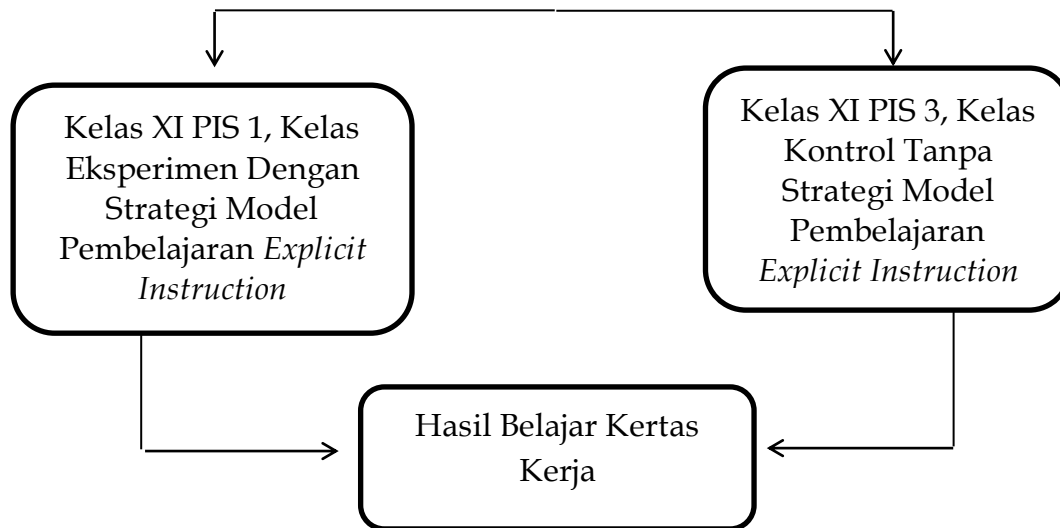 Kelas XI PIS 1, Kelas
Eksperimen Dengan
Strategi Model
Pembelajaran Explicit
Instruction
Kelas XI PIS 3, Kelas
Kontrol Tanpa
Strategi Model
Pembelajaran
Explicit Instruction
Hasil Belajar Kertas
Kerja